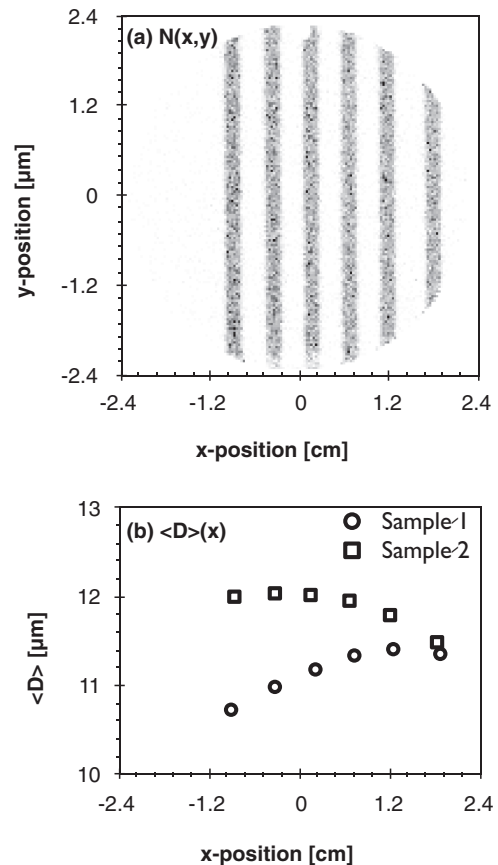 2.4
(a) N(x,y)
1.2
0
-1.2
-2.4
y-position [µm]
-2.4 -1.2 0 1.2 2.4
x-position [cm]
13
(b) <D>(x)
Sample 1
Sample 2
12
11
10
<D> [µm]
-2.4 -1.2 0 1.2 2.4
x-position [cm]